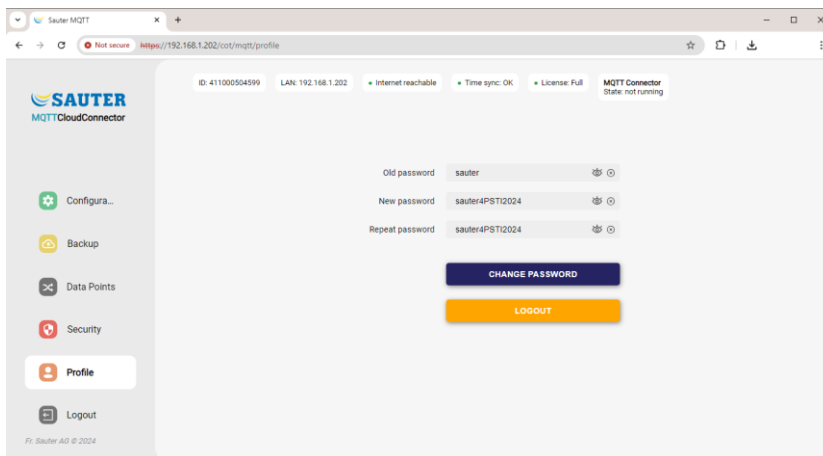 Sauter MQTT
Not secure https://192.168.1.202/cot/mqtt/profile
ID: 411000504599 LAN: 192.168.1.202 Internet reachable Time sync: OK License: Full MQTT Connector
State: not running
SAUTER
MQTTCloudConnector
Old password sauter
New password sauter4PSTI2024
Repeat password sauter4PSTI2024
CHANGE PASSWORD
LOGOUT
Configura...
Backup
Data Points
Security
Profile
Logout
Fr. Sauter AG © 2024